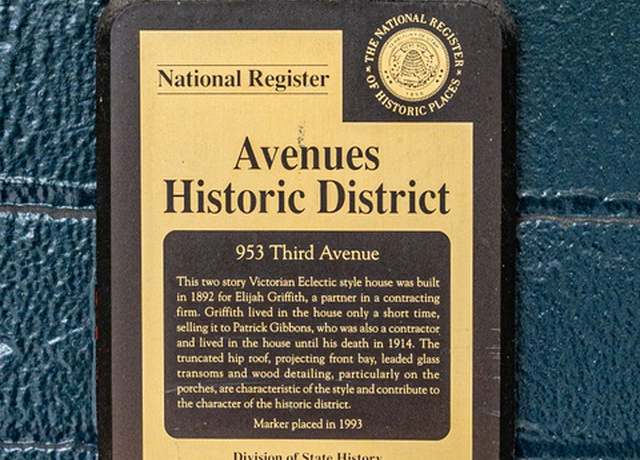 THE NATIONAL REGISTER
OF HISTORIC PLACES
National Register
Avenues
Historic District
953 Third Avenue
This two story Victorian Eclectic style house was built
in 1892 for Elijah Griffith, a partner in a contracting
firm. Griffith lived in the house only a short time,
selling it to Patrick Gibbons, who was also a contractor
and lived in the house until his death in 1914. The
truncated hip roof, projecting front bay, leaded glass
transoms and wood detailing, particularly on the
porches, are characteristic of the style and contribute to
the character of the historic district.
Marker placed in 1993
Division of State History